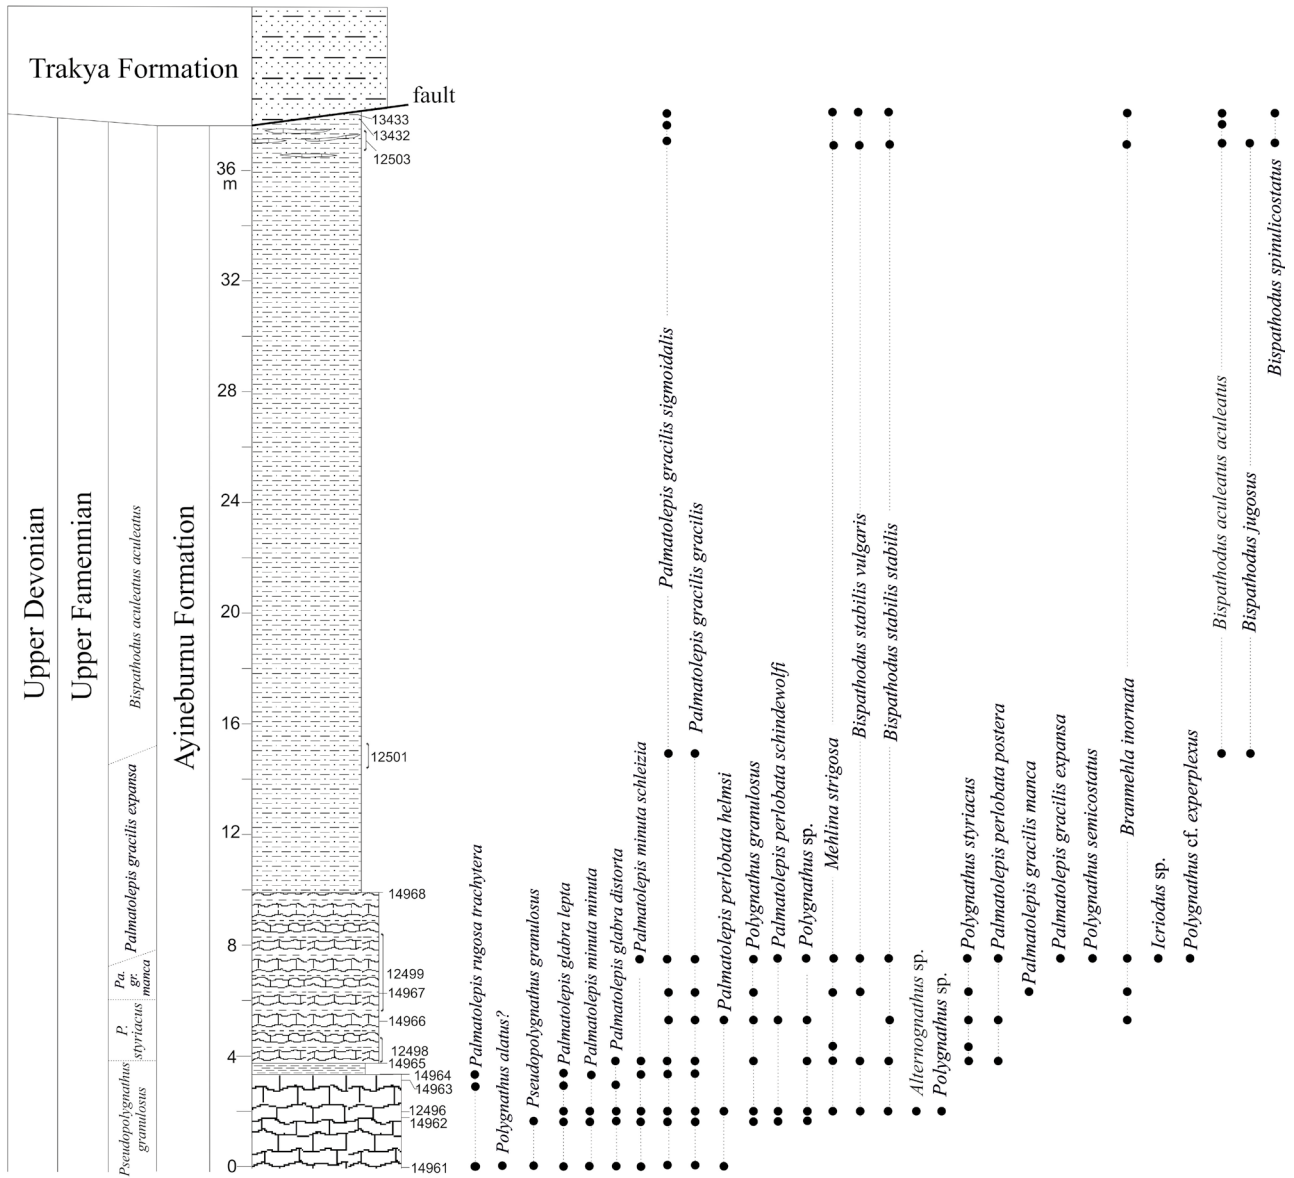 Trakya Formation
fault
13433
13432
12503
36
m
32
28
24
20
16
12
8
4
0
12501
14968
12499
14967
14966
12498
14965
14964
14963
12496
14962
14961
Upper Devonian
Upper Famennian
Bispathodus aculeatus aculeatus
Palmatolepis gracilis expansa
Pa.
gr.
manca
P.
styriacus
Pseudopolygnathus
granulosus
Ayineburnu Formation
Palmatolepis rugosa trachytera
Polygnathus alatus?
Pseudopolygnathus granulosus
Palmatolepis glabra lepta
Palmatolepis minuta minuta
Palmatolepis glabra distorta
Palmatolepis minuta schleizia
Palmatolepis gracilis sigmoidalis
Palmatolepis gracilis gracilis
Palmatolepis perlobata helmsi
Polygnathus granulosus
Palmatolepis perlobata schindewolfi
Polygnathus sp.
Mehlina strigosa
Bispathodus stabilis vulgaris
Bispathodus stabilis stabilis
Alternognathus sp.
Polygnathus sp.
Polygnathus styriacus
Palmatolepis perlobata postera
Palmatolepis gracilis manca
Palmatolepis gracilis expansa
Polygnathus semicostatus
Branmehla inornata
Icriodus sp.
Polygnathus cf. experplexus
Bispathodus aculeatus aculeatus
Bispathodus jugosus
Bispathodus spinulicostatus